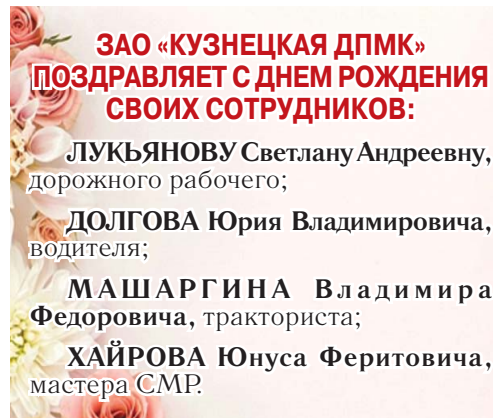 ЗАО «КУЗНЕЦКАЯ ДПМК»
ПОЗДРАВЛЯЕТ С ДНЕМ РОЖДЕНИЯ
СВОИХ СОТРУДНИКОВ:
ЛУКЬЯНОВУ Светлану Андреевну,
дорожного рабочего;
ДОЛГОВА Юрия Владимировича,
водителя;
МАШАРГИНА Владимира
Федоровича, тракториста;
ХАЙРОВА Юнуса Феритовича,
мастера СМР.